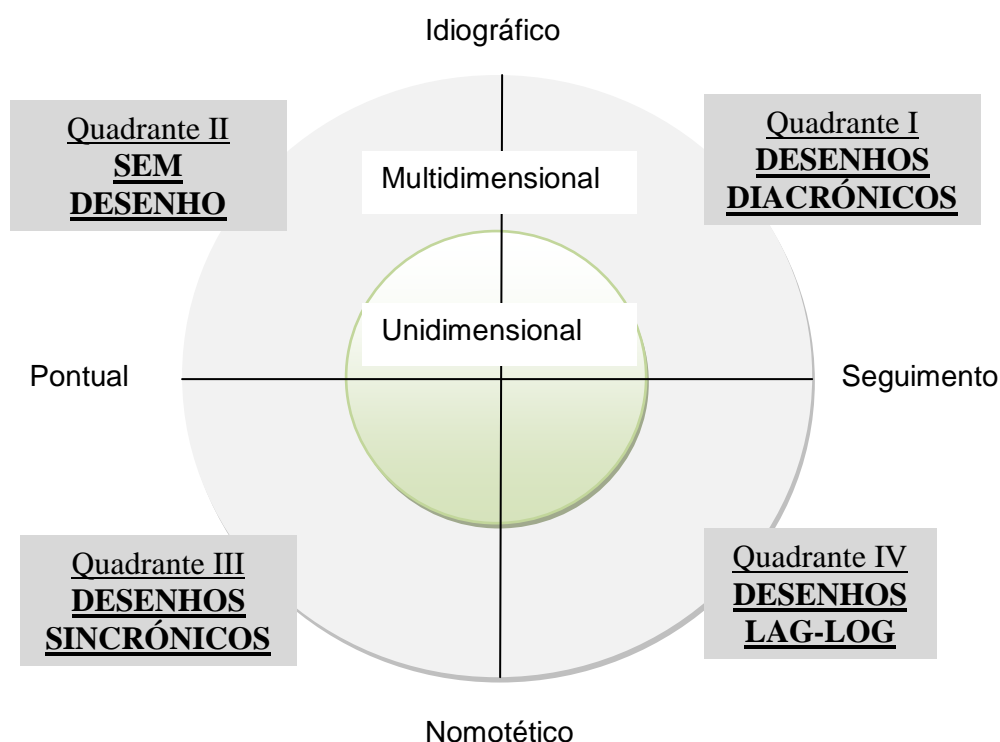 Idiográfico
Quadrante II
SEM
DESENHO
Quadrante I
DESENHOS
DIACRÓNICOS
Multidimensional
Unidimensional
Pontual
Seguimento
Quadrante III
DESENHOS
SINCRÓNICOS
Quadrante IV
DESENHOS
LAG-LOG
Nomotético